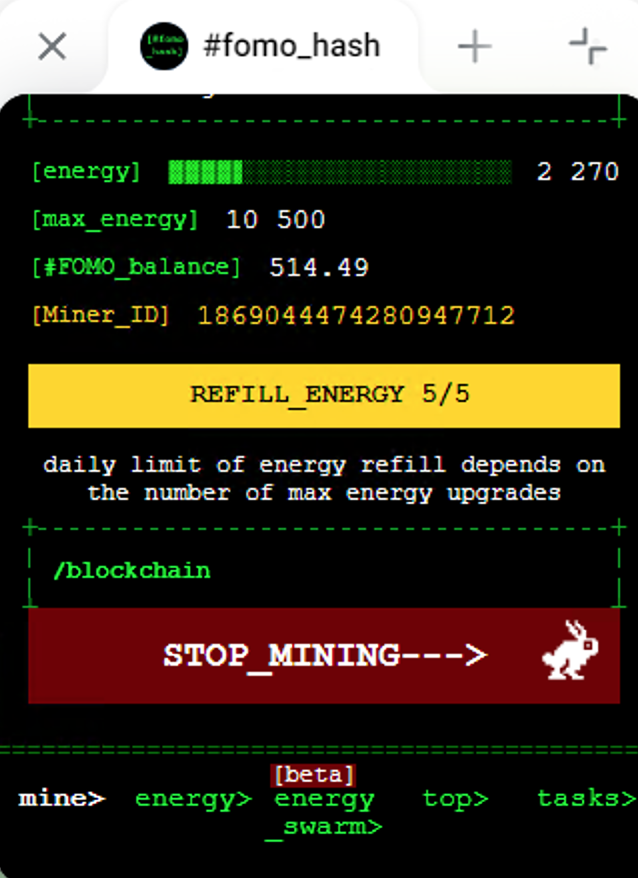 #fomo_hash
[energy] 2 270
[max_energy] 10 500
[#FOMO_balance] 514.49
[Miner_ID] 1869044474280947712
REFILL_ENERGY 5/5
daily limit of energy refill depends on
the number of max energy upgrades
/blockchain
STOP_MINING--->
[beta]
mine> energy> energy top> tasks>
_swarm>